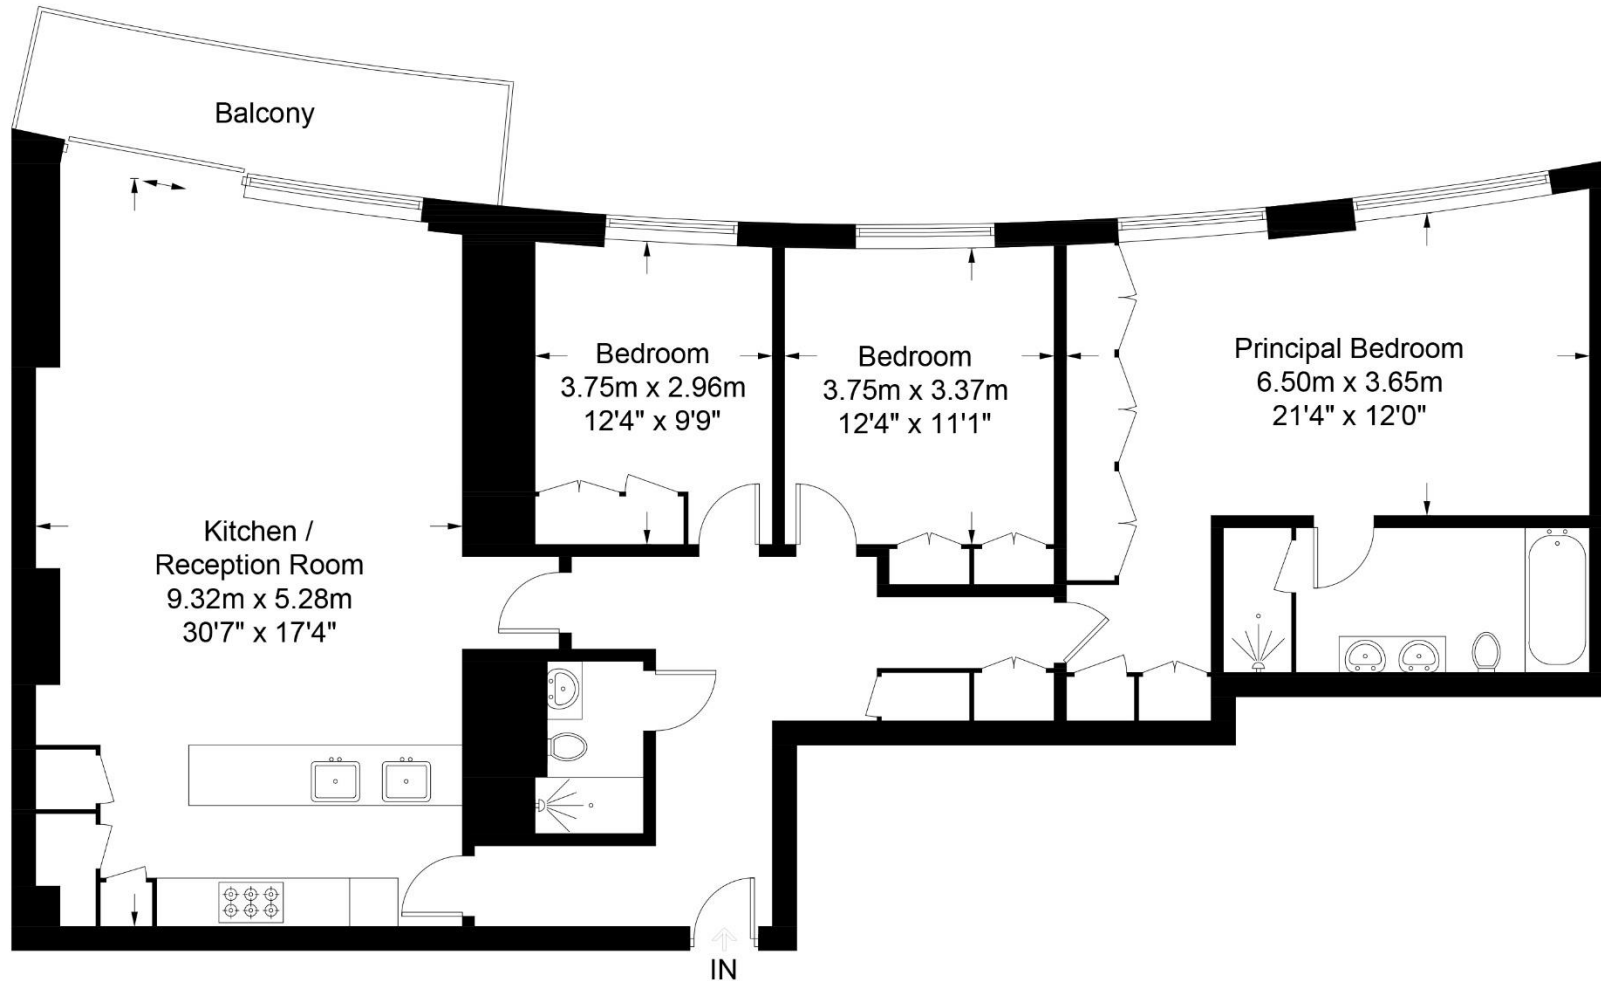 Balcony
Bedroom
3.75m x 2.96m
12'4" x 9'9"
Bedroom
3.75m x 3.37m
12'4" x 11'1"
Principal Bedroom
6.50m x 3.65m
21'4" x 12'0"
Kitchen /
Reception Room
9.32m x 5.28m
30'7" x 17'4"
IN